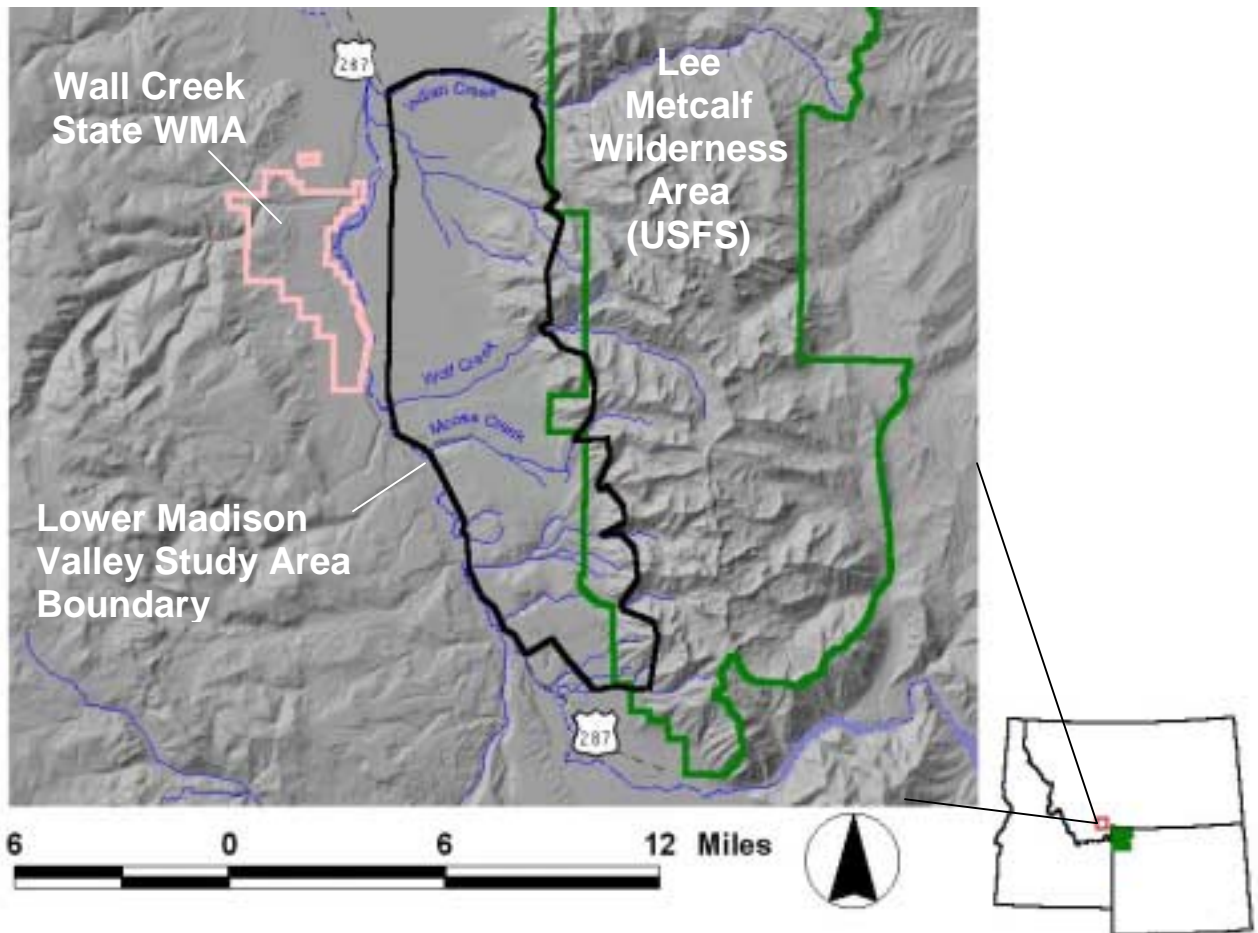 287
Wall Creek
State WMA
Indian Creek
Lee
Metcalf
Wilderness
Area
(USFS)
Wolf Creek
Moose Creek
Lower Madison
Valley Study Area
Boundary
287
6 0 6 12 Miles